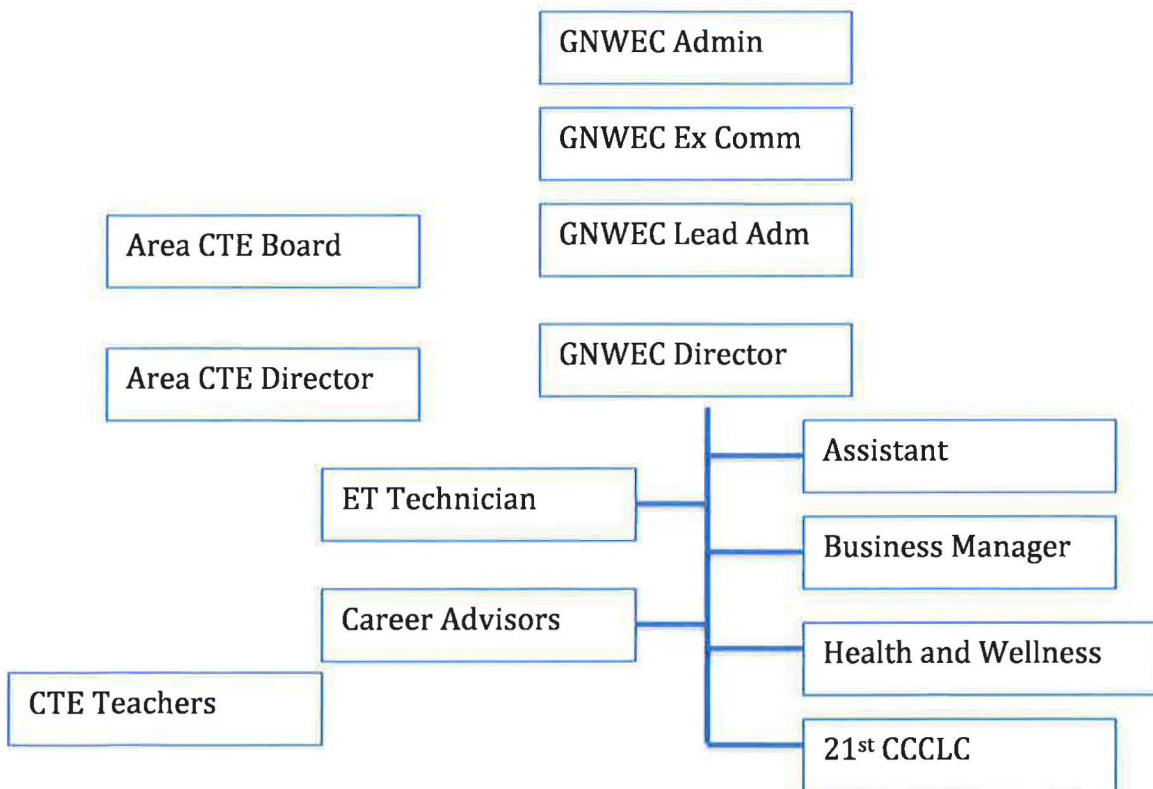 GNWEC Admin
GNWEC Ex Comm
Area CTE Board
GNWEC Lead Adm
Area CTE Director
GNWEC Director
Assistant
ET Technician
Business Manager
Career Advisors
Health and Wellness
CTE Teachers
21st CCCLC